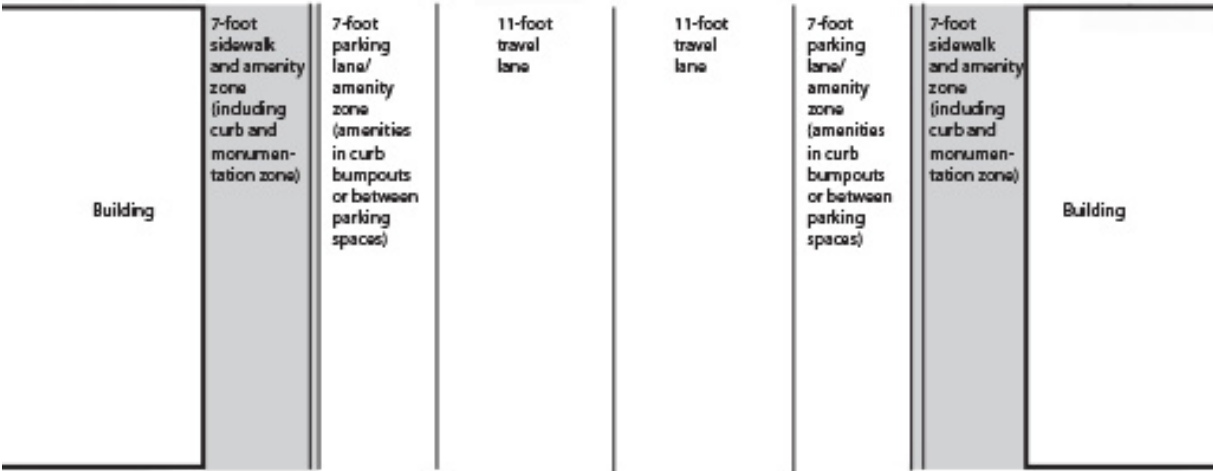 7-foot
sidewalk
and amenity
zone
(including
curb and
monumen-
tation zone)
7-foot
parking
lane/
amenity
zone
(amenities
in curb
bumpouts
or between
parking
spaces)
11-foot
travel
lane
11-foot
travel
lane
7-foot
parking
lane/
amenity
zone
(amenities
in curb
bumpouts
or between
parking
spaces)
7-foot
sidewalk
and amenity
zone
(including
curb and
monumen-
tation zone)
Building
Building